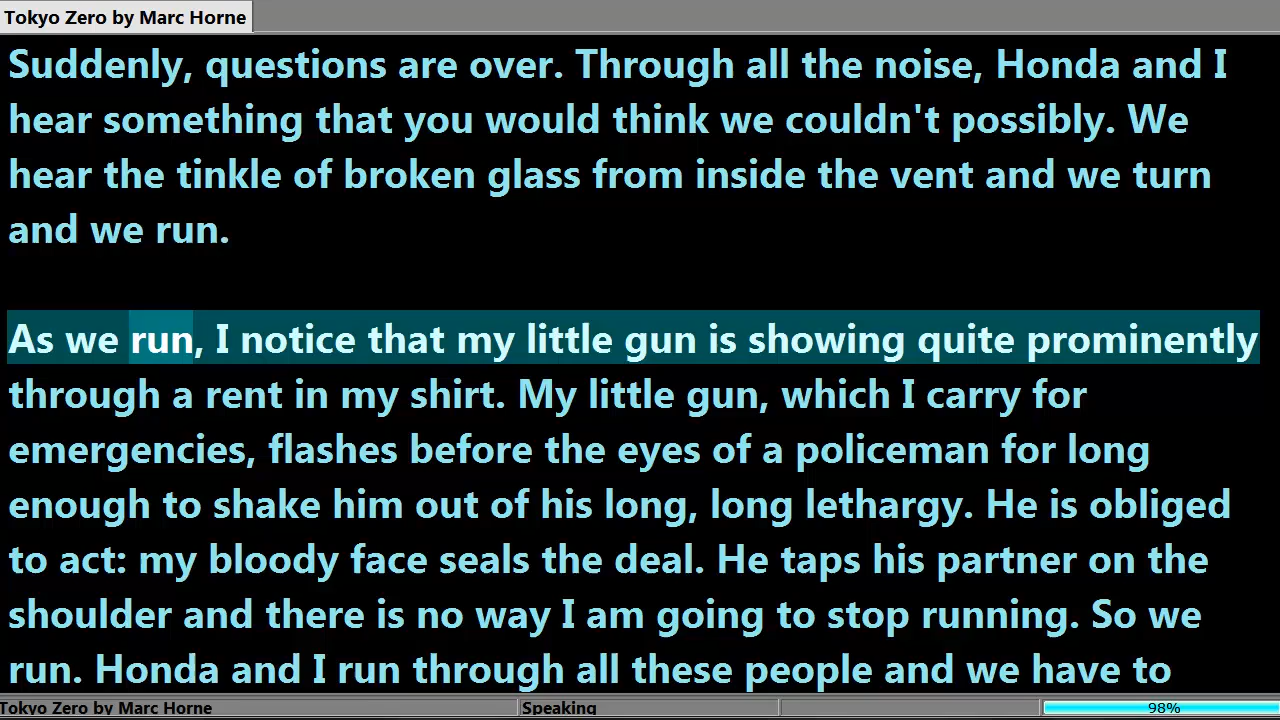 Tokyo Zero by Marc Horne
Suddenly, questions are over. Through all the noise, Honda and I
hear something that you would think we couldn't possibly. We
hear the tinkle of broken glass from inside the vent and we turn
and we run.
As we run, I notice that my little gun is showing quite prominently
through a rent in my shirt. My little gun, which I carry for
emergencies, flashes before the eyes of a policeman for long
enough to shake him out of his long, long lethargy. He is obliged
to act: my bloody face seals the deal. He taps his partner on the
shoulder and there is no way I am going to stop running. So we
run. Honda and I run through all these people and we have to
Tokyo Zero by Marc Horne
Speaking
98%